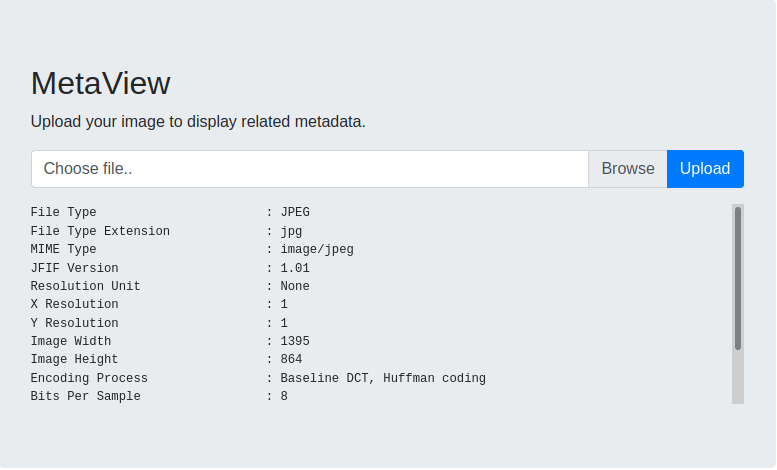 MetaView
Upload your image to display related metadata.
Choose file.. Browse Upload
File Type : JPEG
File Type Extension : jpg
MIME Type : image/jpeg
JFIF Version : 1.01
Resolution Unit : None
X Resolution : 1
Y Resolution : 1
Image Width : 1395
Image Height : 864
Encoding Process : Baseline DCT, Huffman coding
Bits Per Sample : 8